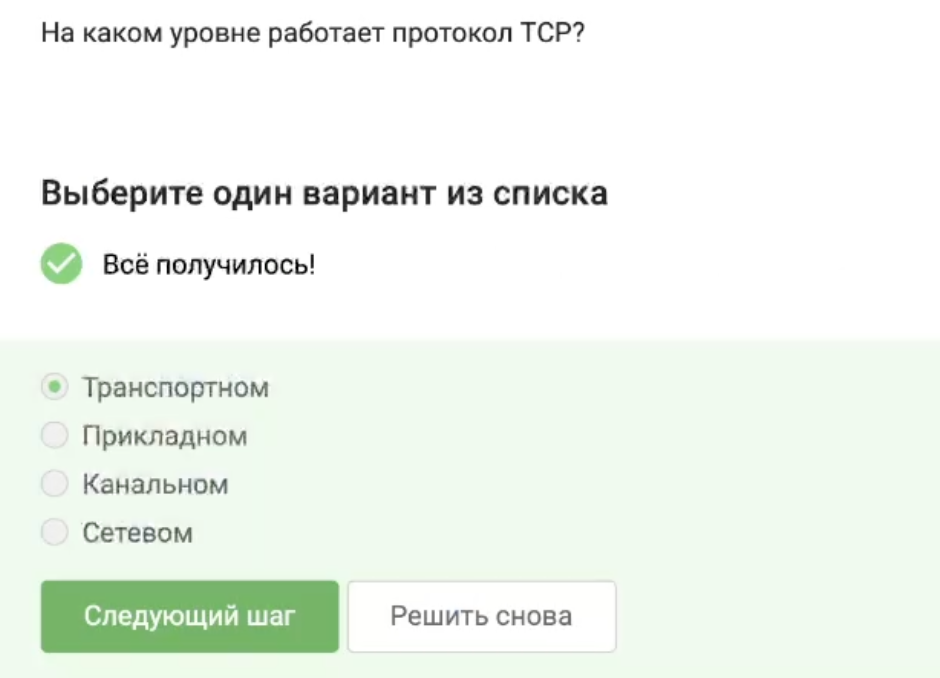 На каком уровне работает протокол TCP?
Выберите один вариант из списка
Всё получилось!
Транспортном
Прикладном
Канальном
Сетевом
Следующий шаг
Решить снова